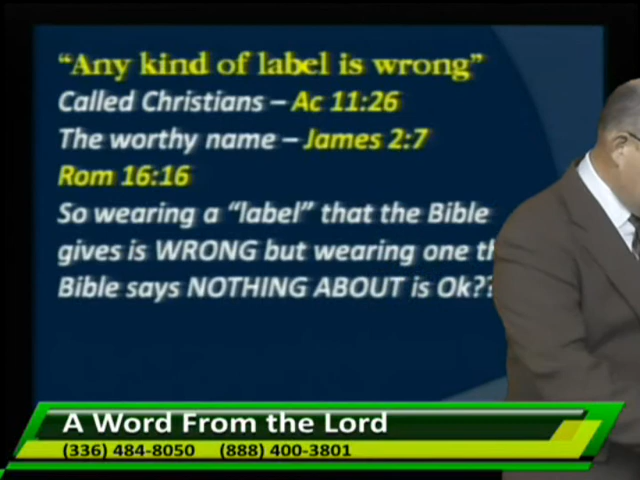 “Any kind of label is wrong”
Called Christians – Ac 11:26
The worthy name – James 2:7
Rom 16:16
So wearing a “label” that the Bible
gives is WRONG but wearing one
Bible says NOTHING ABOUT is Ok??
A Word From the Lord
(336) 484-8050 (888) 400-3801